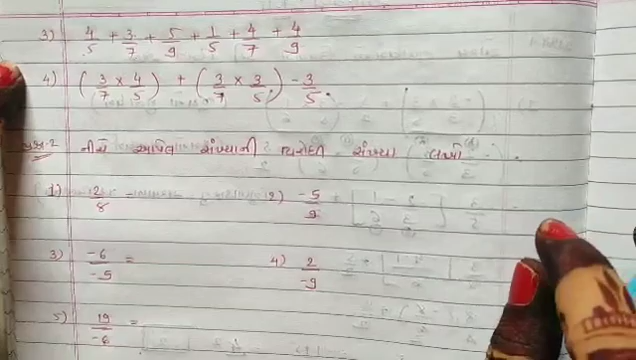 3) 4/5 + 3/7 + 5/9 + 1/5 + 4/7 + 4/9
4) (3/7 × 4/5) + (3/7 × 3/5) - 3/5.
પ્રશ્ન-2 નીચે આપેલ સંખ્યાની વિરોધી સંખ્યા લખો.
1) 2/8 2) -5/9
3) -6/-5 = 4) 2/-9
5) 19/-6 =